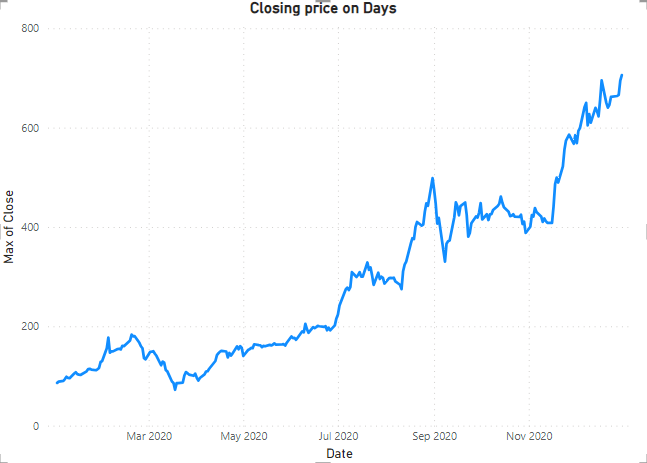 Closing price on Days
800
600
400
200
0
Max of Close
Mar 2020
May 2020
Jul 2020
Sep 2020
Nov 2020
Date